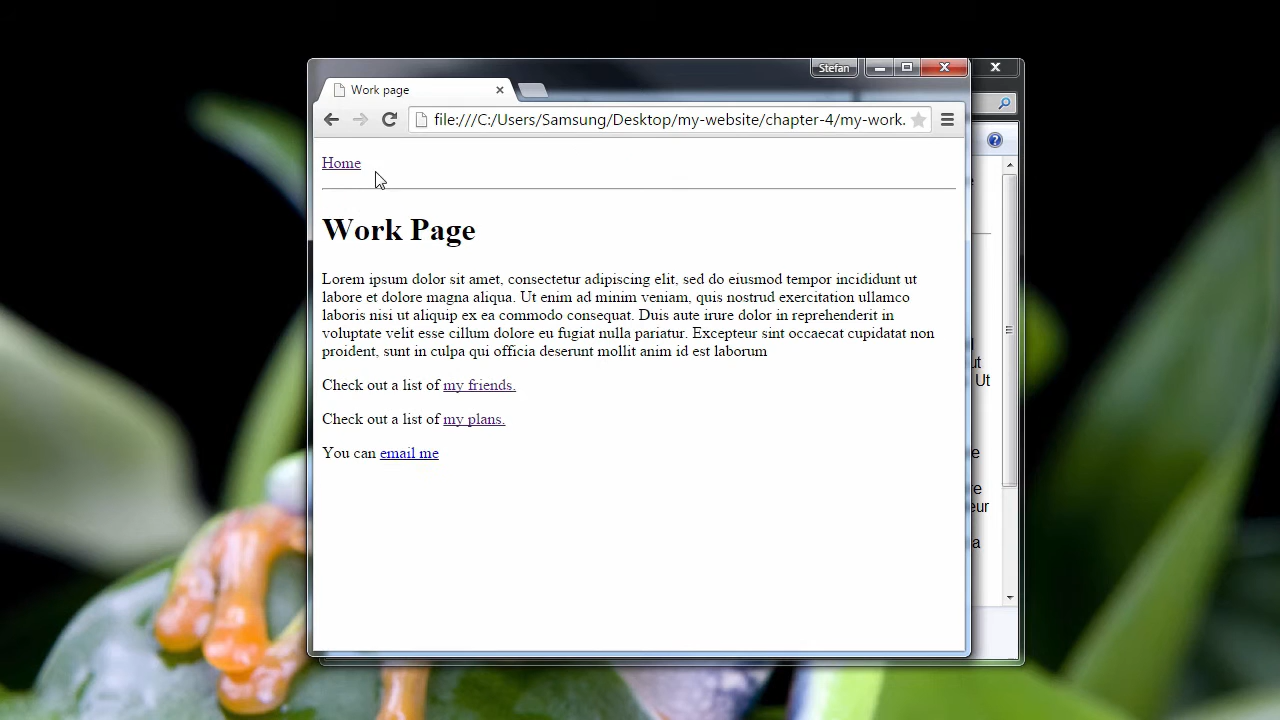 Stefan
Work page
file:///C:/Users/Samsung/Desktop/my-website/chapter-4/my-work.
Home
Work Page
Lorem ipsum dolor sit amet, consectetur adipiscing elit, sed do eiusmod tempor incididunt ut
labore et dolore magna aliqua. Ut enim ad minim veniam, quis nostrud exercitation ullamco
laboris nisi ut aliquip ex ea commodo consequat. Duis aute irure dolor in reprehenderit in
voluptate velit esse cillum dolore eu fugiat nulla pariatur. Excepteur sint occaecat cupidatat non
proident, sunt in culpa qui officia deserunt mollit anim id est laborum
Check out a list of my friends.
Check out a list of my plans.
You can email me
Ut